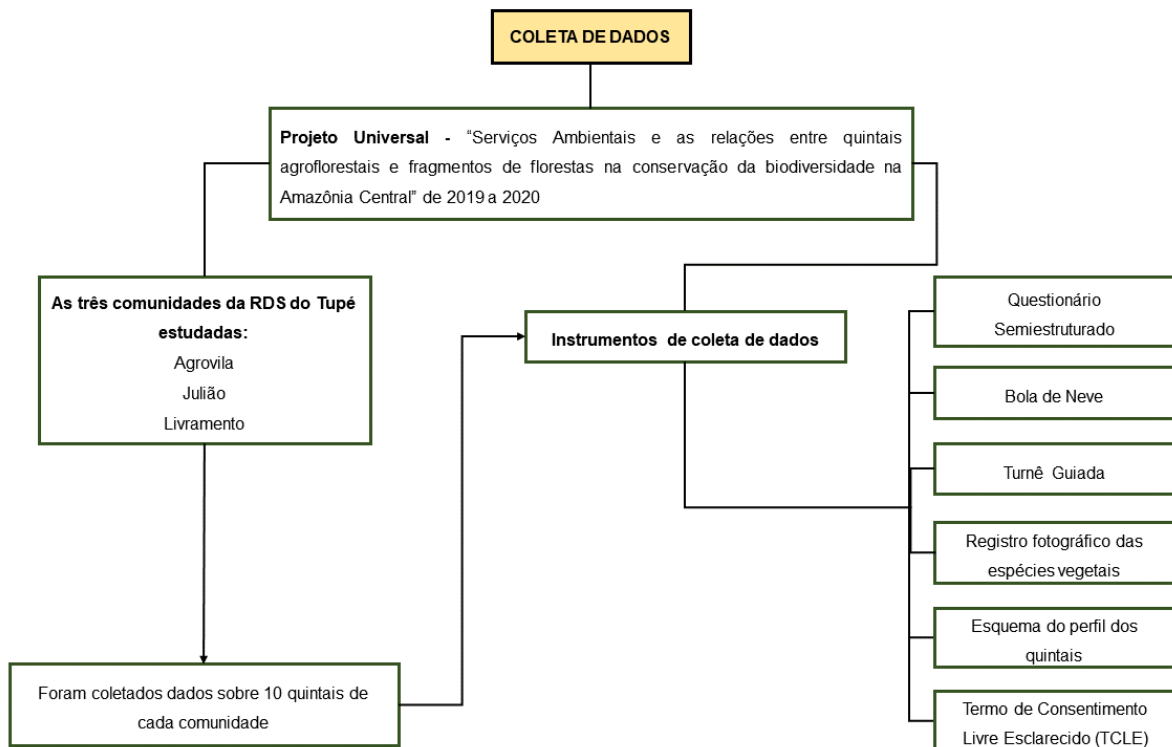 COLETA DE DADOS
Projeto Universal - “Serviços Ambientais e as relações entre quintais
agroflorestais e fragmentos de florestas na conservação da biodiversidade na
Amazônia Central” de 2019 a 2020
As três comunidades da RDS do Tupé
estudadas:
Agrovila
Julião
Livramento
Foram coletados dados sobre 10 quintais de
cada comunidade
Instrumentos de coleta de dados
Questionário
Semiestruturado
Bola de Neve
Turnê Guiada
Registro fotográfico das
espécies vegetais
Esquema do perfil dos
quintais
Termo de Consentimento
Livre Esclarecido (TCLE)